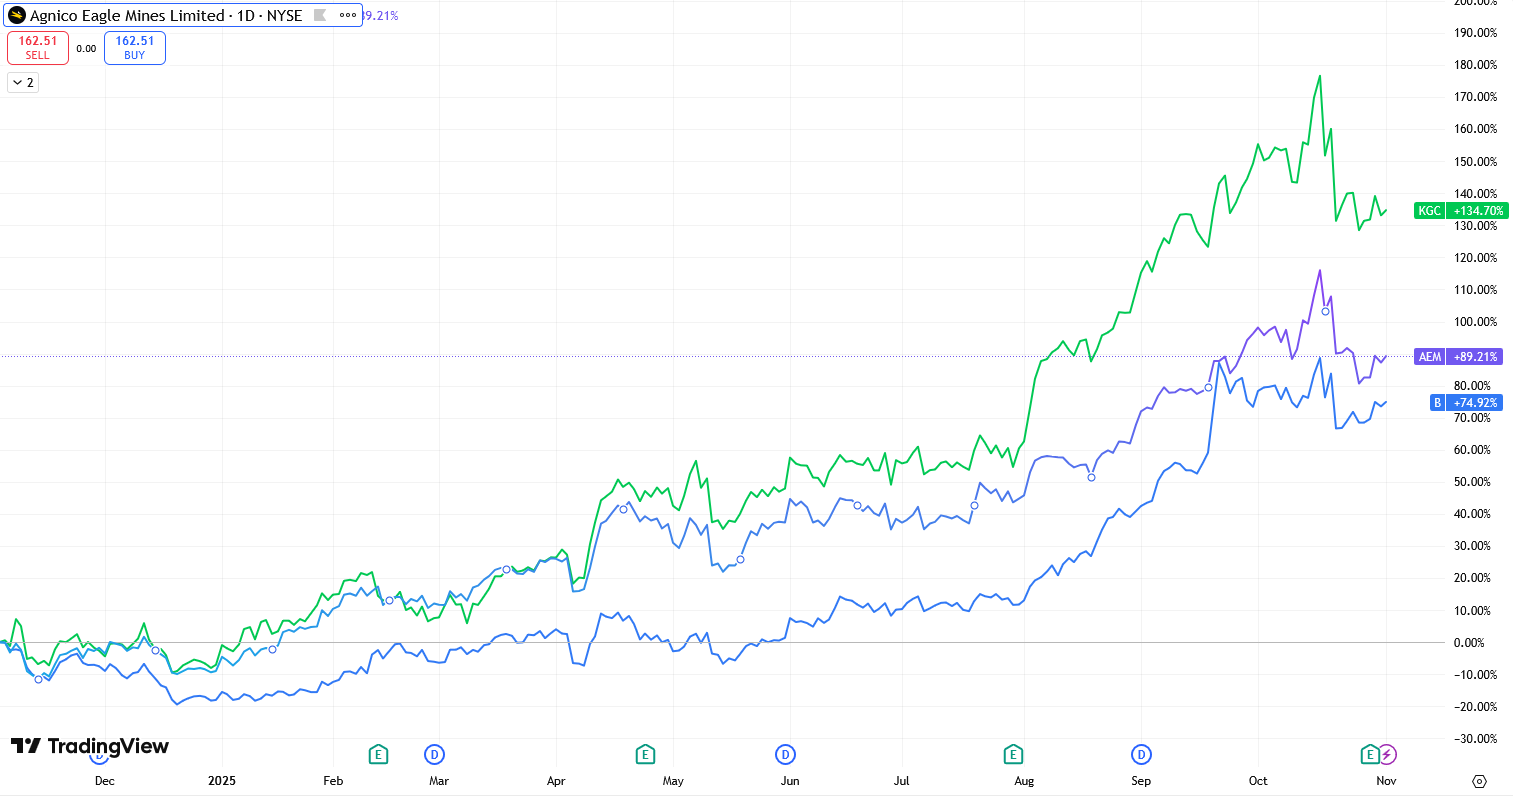 Agnico Eagle Mines Limited · 1D · NYSE
39.21%
162.51 SELL
0.00
162.51 BUY
2
200.00%
190.00%
180.00%
170.00%
160.00%
150.00%
140.00%
KGC +134.70%
130.00%
120.00%
110.00%
100.00%
AEM +89.21%
80.00%
B +74.92%
70.00%
60.00%
50.00%
40.00%
30.00%
20.00%
10.00%
0.00%
−10.00%
−20.00%
−30.00%
TradingView
D E D E D E D E
Dec 2025 Feb Mar Apr May Jun Jul Aug Sep Oct Nov